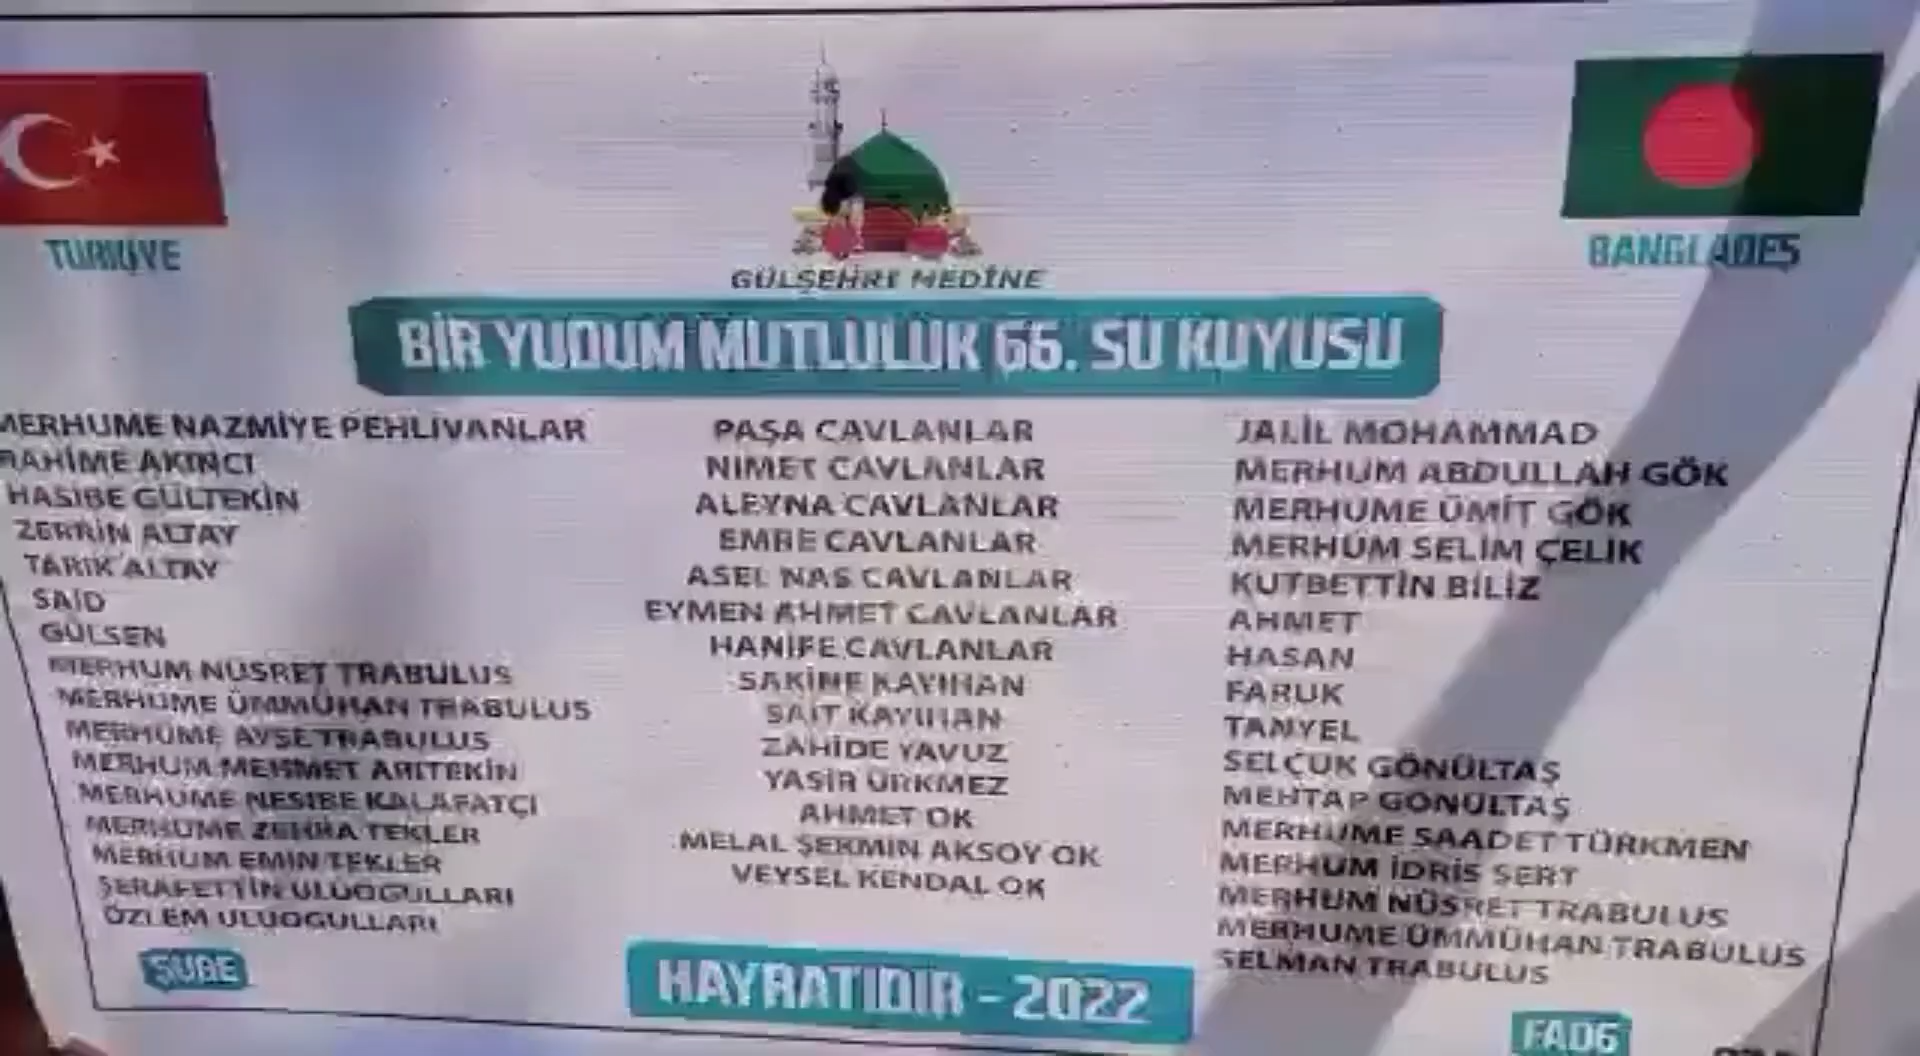 TÜRKİYE
BANGLADEŞ
GÜLŞEHRE MEDİNE
BİR YUDUM MUTLULUK 66. SU KUYUSU
MERHUME NAZMİYE PEHLİVANLAR
RAHİME AKINCI
HASİBE GÜLTEKİN
ZERRİN ALTAY
TARIK ALTAY
SAİD
GÜLSEN
MERHUM NUSRET TRABULUS
MERHUME ÜMMÜHAN TRABULUS
MERHUME AYŞE TRABULUS
MERHUM MEHMET ARITEKİN
MERHUME NESİBE KALAFATÇI
MERHUME ZEHRA TEKLER
MERHUM EMİN TEKLER
ŞERAFETTİN ULUOGULLARI
ÖZLEM ULUOGULLARI
ŞUBE
PAŞA CAVLANLAR
NİMET CAVLANLAR
ALEYNA CAVLANLAR
EMRE CAVLANLAR
ASEL NAS CAVLANLAR
EYMEN AHMET CAVLANLAR
HANİFE CAVLANLAR
SAKİNE KAYIHAN
SAİT KAYIHAN
ZAHİDE YAVUZ
YASİR ÜRKMEZ
AHMET OK
MELAL ŞERMİN AKSOY OK
VEYSEL KENDAL OK
JALİL MOHAMMAD
MERHUM ABDULLAH GÖK
MERHUME ÜMİT GÖK
MERHUM SELİM ÇELİK
KUTBETTİN BİLİZ
AHMET
HASAN
FARUK
TANYEL
SELÇUK GÖNÜLTAŞ
MEHTAP GÖNÜLTAŞ
MERHUME SAADET TÜRKMEN
MERHUM İDRİS SERT
MERHUM NUSRET TRABULUS
MERHUME ÜMMÜHAN TRABULUS
SELMAN TRABULUS
HAYRATIDIR - 2022
FAD6